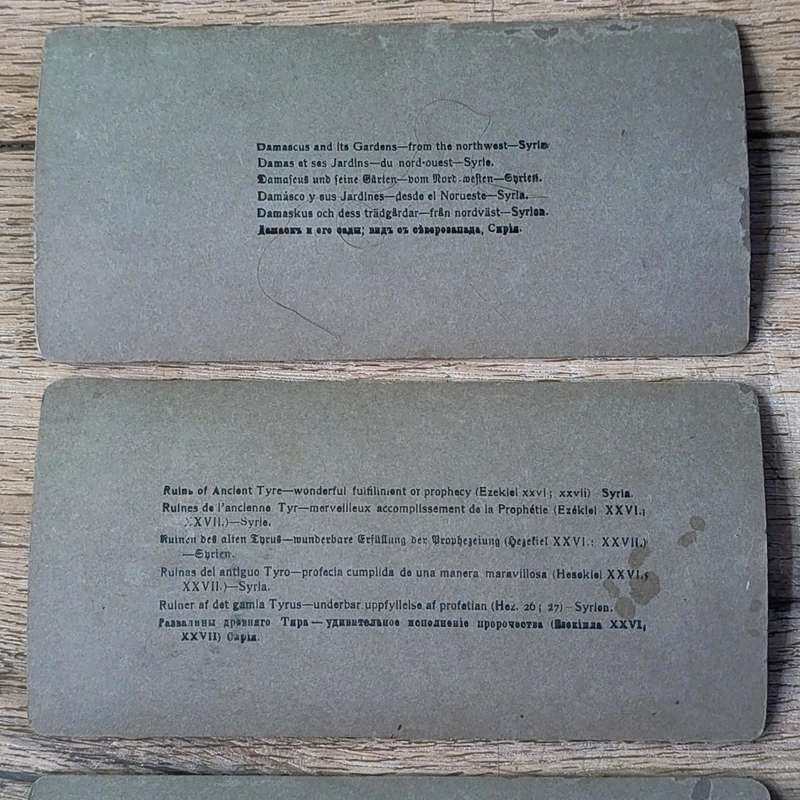 Damascus and its Gardens—from the northwest—Syria.
Damas et ses Jardins—du nord-ouest—Syrie.
Damascus und seine Gärten—vom Nord-westen—Syrien.
Damásco y sus Jardines—desde el Norueste—Syria.
Damaskus och dess trädgårdar—från nordväst—Syrien.
Дамаскъ и его сады; видъ съ сѣверозапада, Сирія.
Ruins of Ancient Tyre—wonderful fulfillment of prophecy (Ezekiel xxvi; xxvii) Syria.
Ruines de l'ancienne Tyr—merveilleux accomplissement de la Prophétie (Ezékiel XXVI.;
XXVII.)—Syrie.
Ruinen des alten Tyrus—wunderbare Erfüllung der Prophezeiung (Hezekiel XXVI.: XXVII.)
—Syrien.
Ruinas del antiguo Tyro—profecia cumplida de una manera maravillosa (Hesekiel XXVI.;
XXVII.)—Syria.
Ruiner af det gamla Tyrus—underbar uppfyllelse af profetian (Hez. 26; 27)—Syrien.
Развалины древняго Тира—удивительное исполненіе пророчества (Іезекіиля XXVI,
XXVII) Сирія.